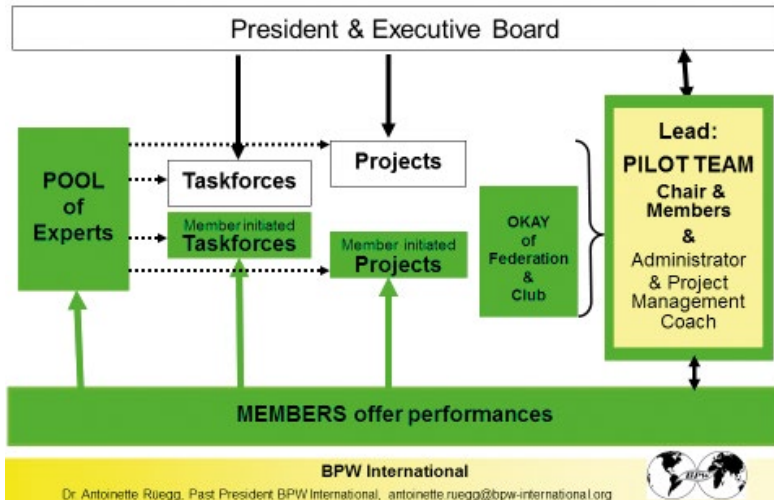 President & Executive Board
POOL
of
Experts
Taskforces
Projects
Member initiated
Taskforces
Member initiated
Projects
OKAY
of
Federation
&
Club
Lead:
PILOT TEAM
Chair &
Members
&
Administrator
& Project
Management
Coach
MEMBERS offer performances
BPW International
Dr. Antoinette Rüegg, Past President BPW International, antoinette.ruegg@bpw-international.org
BPW